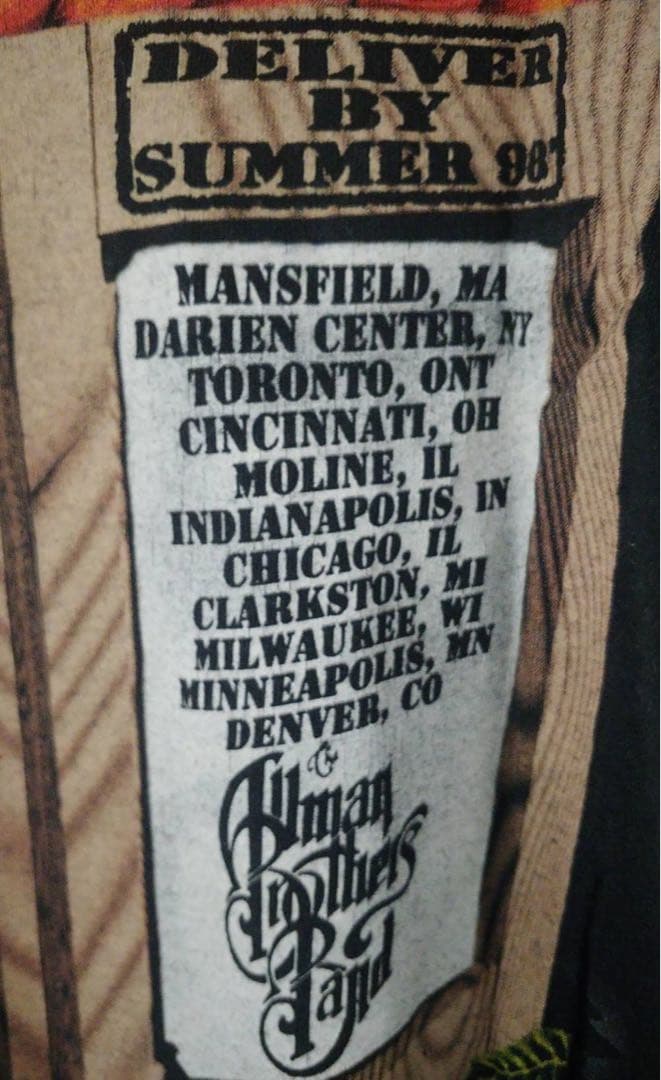 DELIVER
BY
SUMMER 98'
MANSFIELD, MA
DARIEN CENTER, NY
TORONTO, ONT
CINCINNATI, OH
MOLINE, IL
INDIANAPOLIS, IN
CHICAGO, IL
CLARKSTON, MI
MILWAUKEE, WI
MINNEAPOLIS, MN
DENVER, CO
The
Allman
Brothers
Band